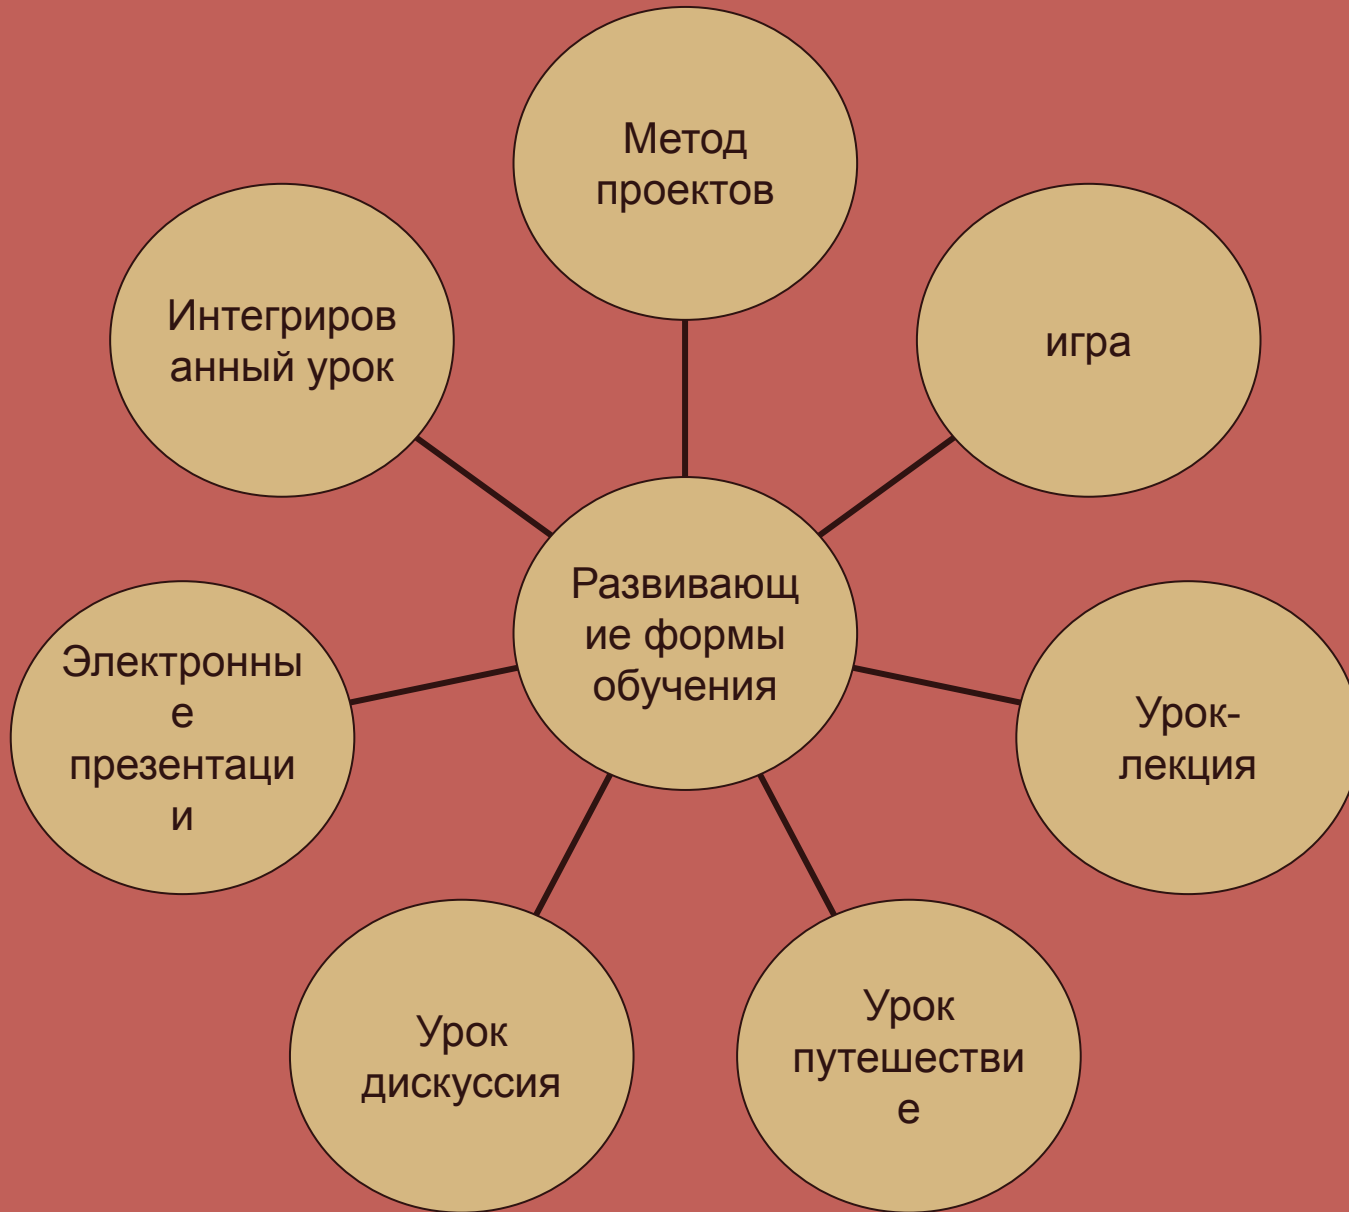 Метод
проектов
Интегриров
анный урок
игра
Развивающ
ие формы
обучения
Электронны
е
презентаци
и
Урок-
лекция
Урок
дискуссия
Урок
путешестви
е